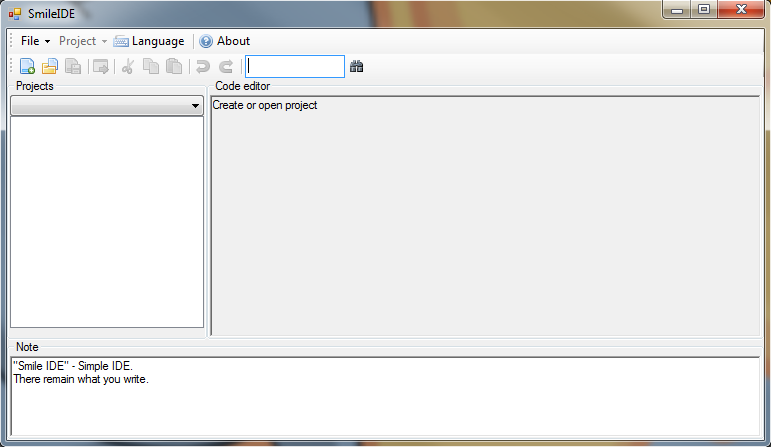 SmileIDE
File Project Language About
Projects
Code editor
Create or open project
Note
"Smile IDE" - Simple IDE.
There remain what you write.